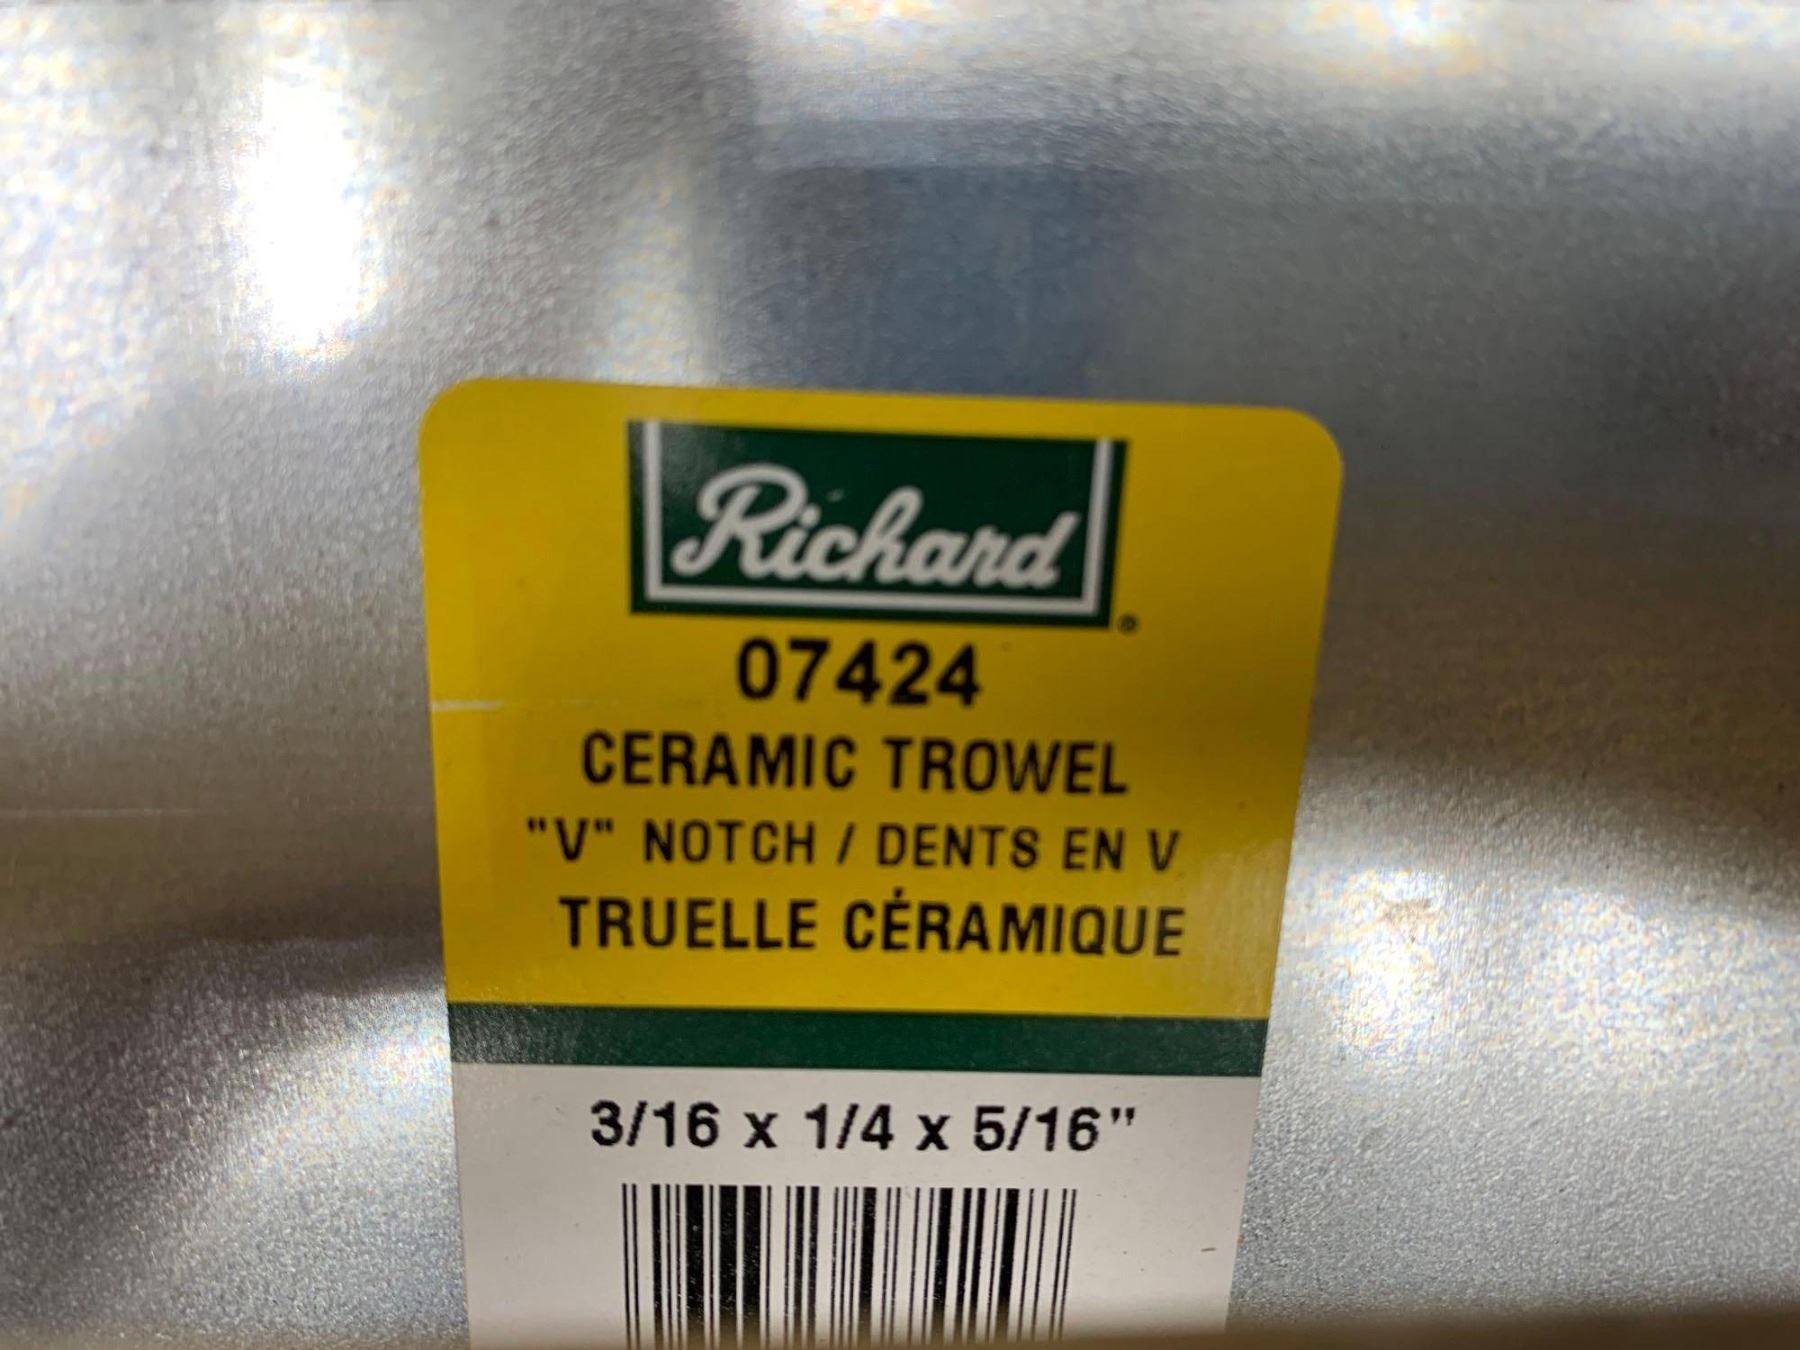 Richard®
07424
CERAMIC TROWEL
"V" NOTCH / DENTS EN V
TRUELLE CÉRAMIQUE
3/16 x 1/4 x 5/16"